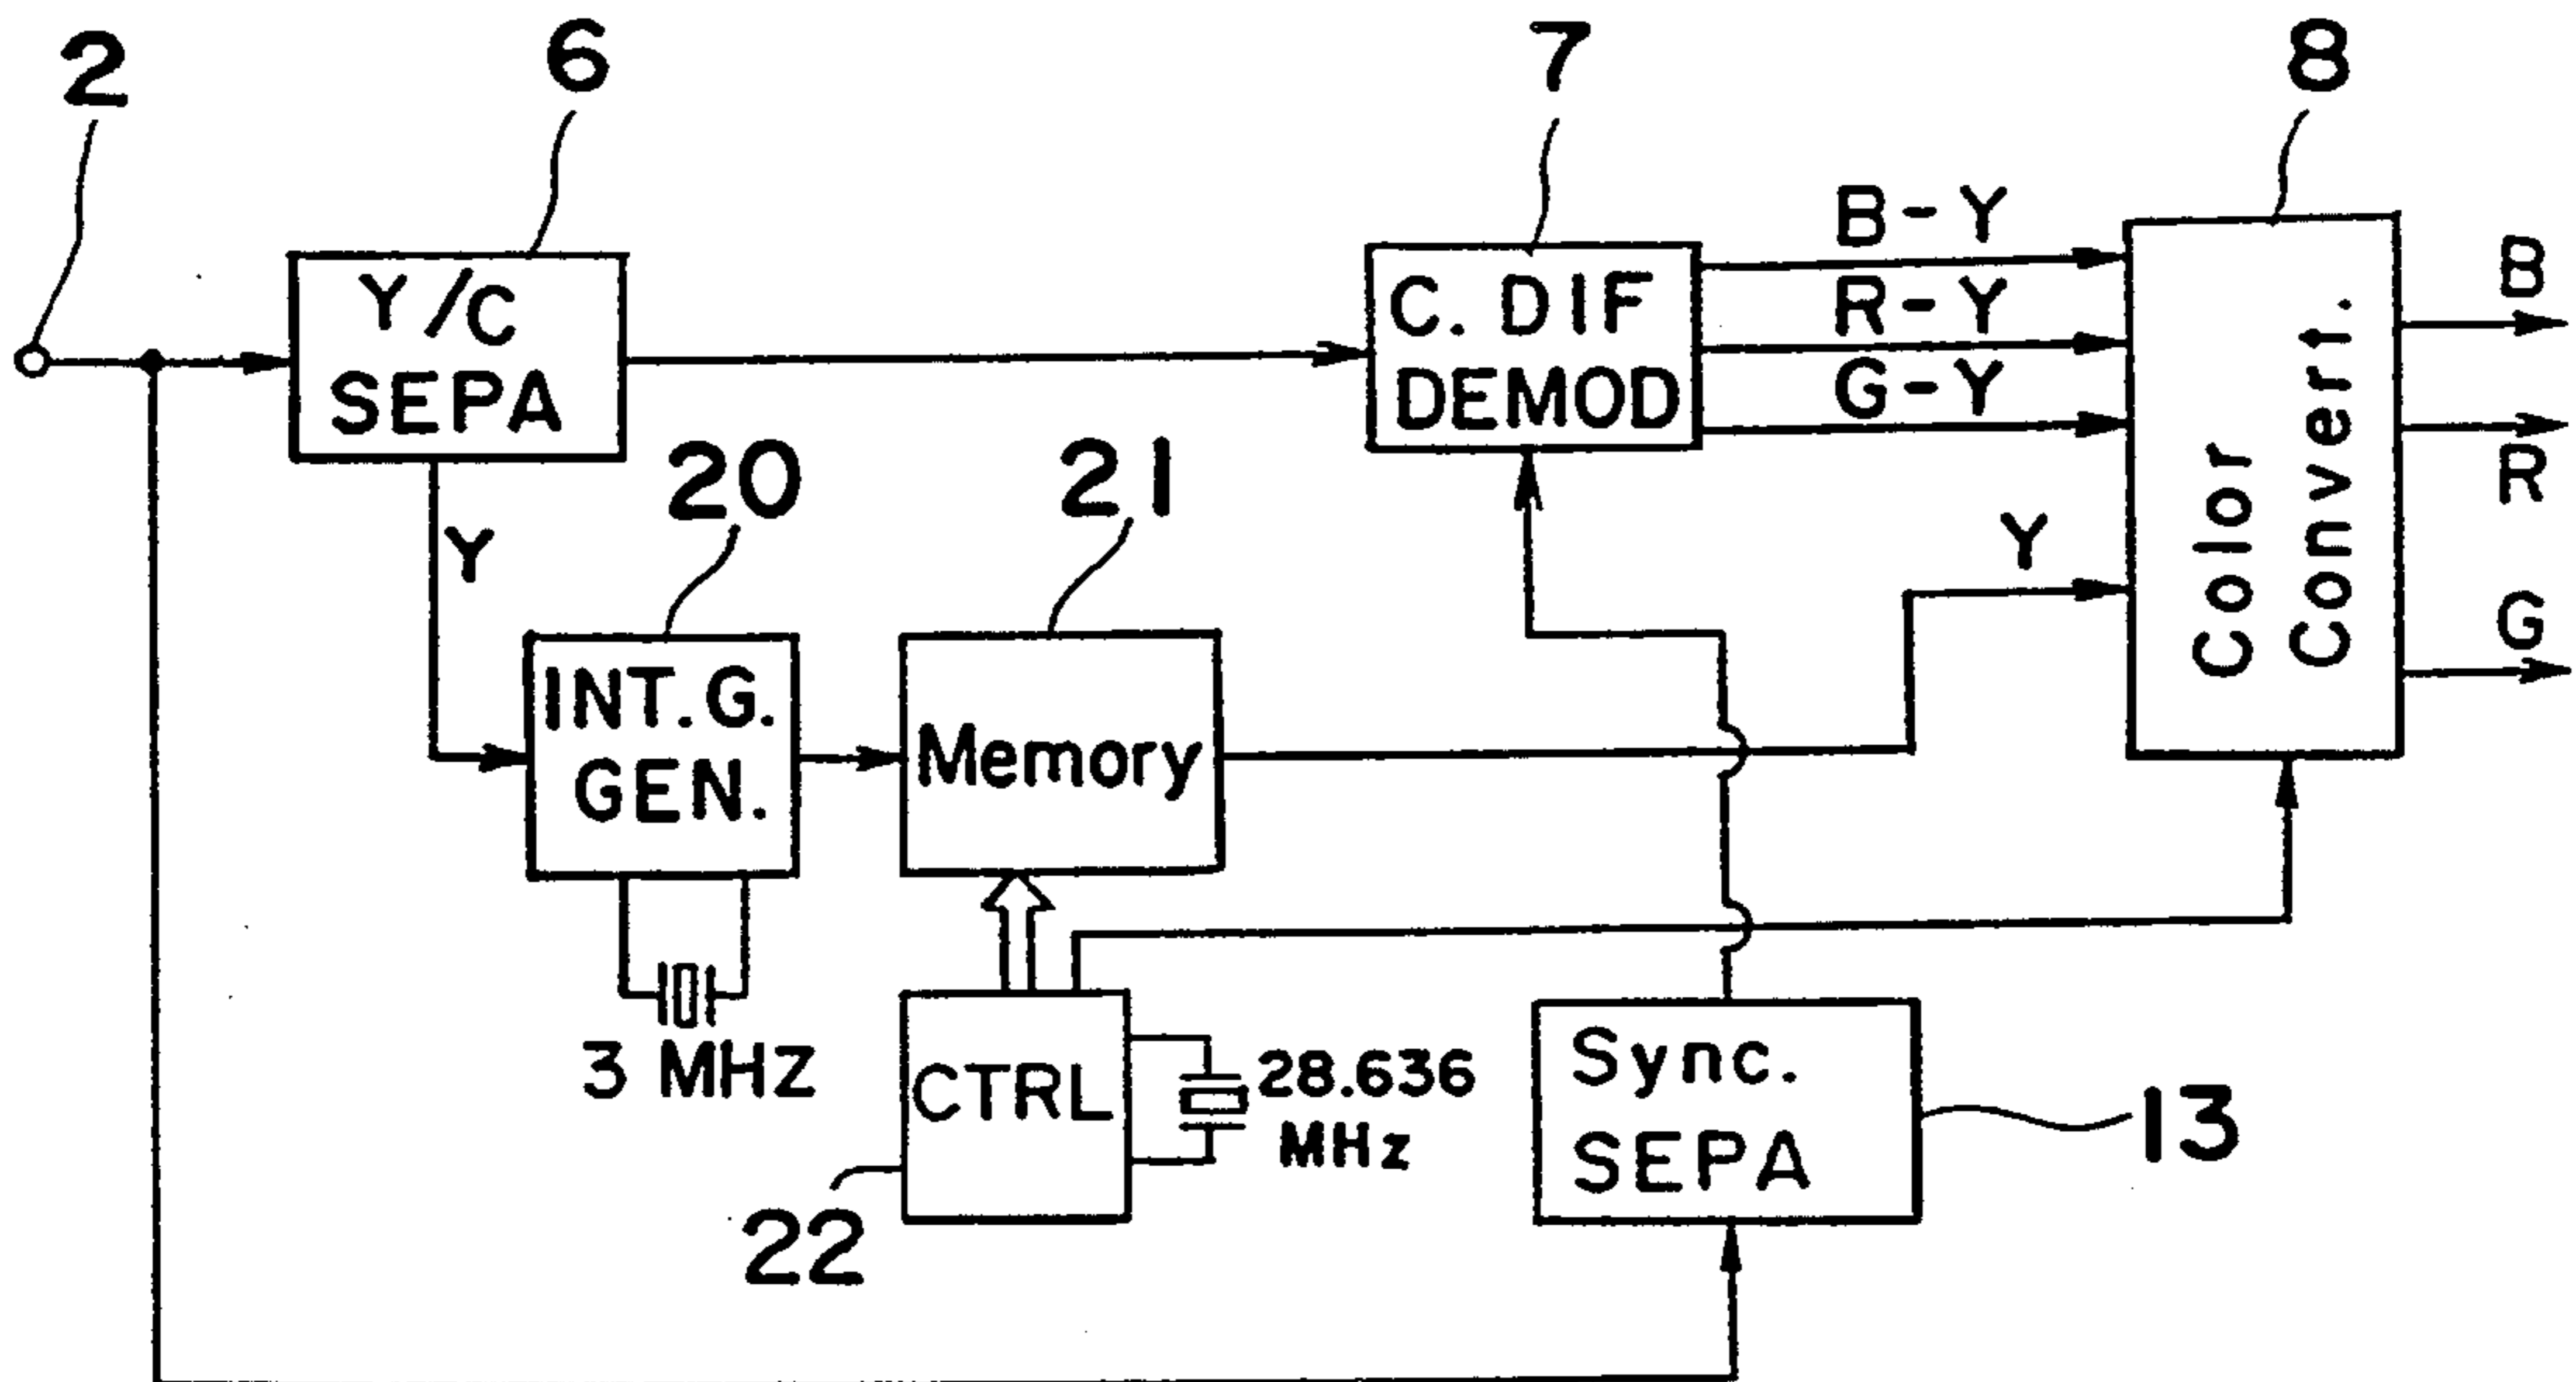 2
6
7
8
Y/C
SEPA
C. DIF
DEMOD
B-Y
R-Y
G-Y
Y
Color
Convert.
B
R
G
Y
20
21
INT. G.
GEN.
Memory
3 MHZ
CTRL
28.636
MHz
22
Sync.
SEPA
13